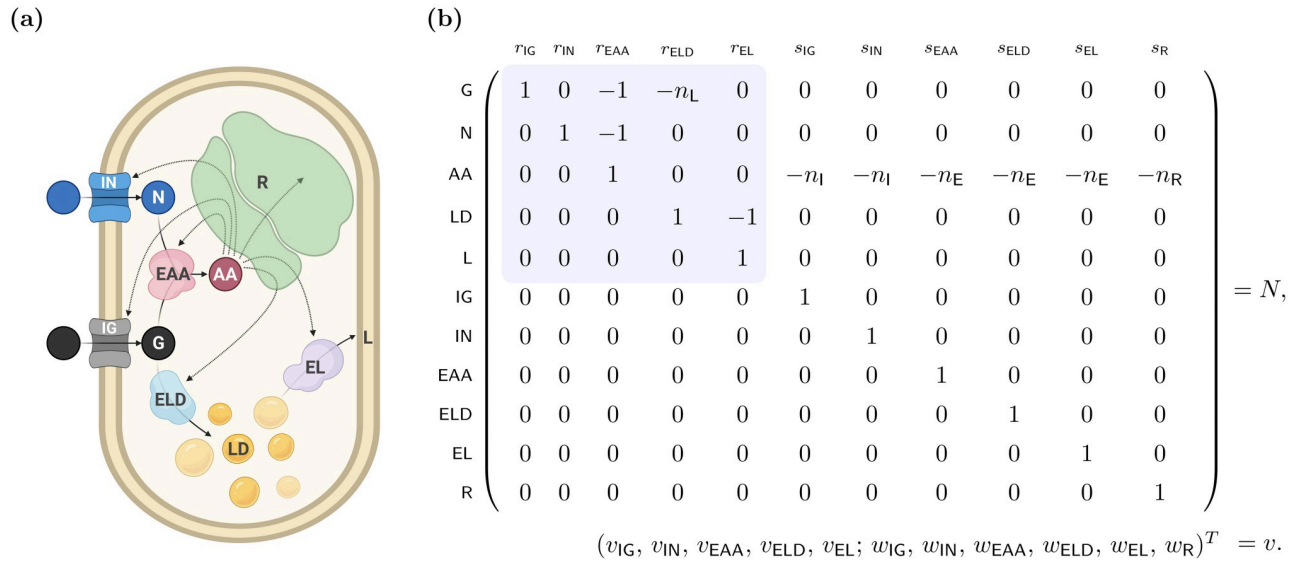 (a)
IN
N
R
EAA
AA
IG
G
L
EL
ELD
LD
(b)
r_IG r_IN r_EAA r_ELD r_EL s_IG s_IN s_EAA s_ELD s_EL s_R
G 1 0 −1 −n_L 0 0 0 0 0 0 0
N 0 1 −1 0 0 0 0 0 0 0 0
AA 0 0 1 0 0 −n_I −n_I −n_E −n_E −n_E −n_R
LD 0 0 0 1 −1 0 0 0 0 0 0
L 0 0 0 0 1 0 0 0 0 0 0
IG 0 0 0 0 0 1 0 0 0 0 0
= N,
IN 0 0 0 0 0 0 1 0 0 0 0
EAA 0 0 0 0 0 0 0 1 0 0 0
ELD 0 0 0 0 0 0 0 0 1 0 0
EL 0 0 0 0 0 0 0 0 0 1 0
R 0 0 0 0 0 0 0 0 0 0 1
(v_IG, v_IN, v_EAA, v_ELD, v_EL; w_IG, w_IN, w_EAA, w_ELD, w_EL, w_R)^T = v.